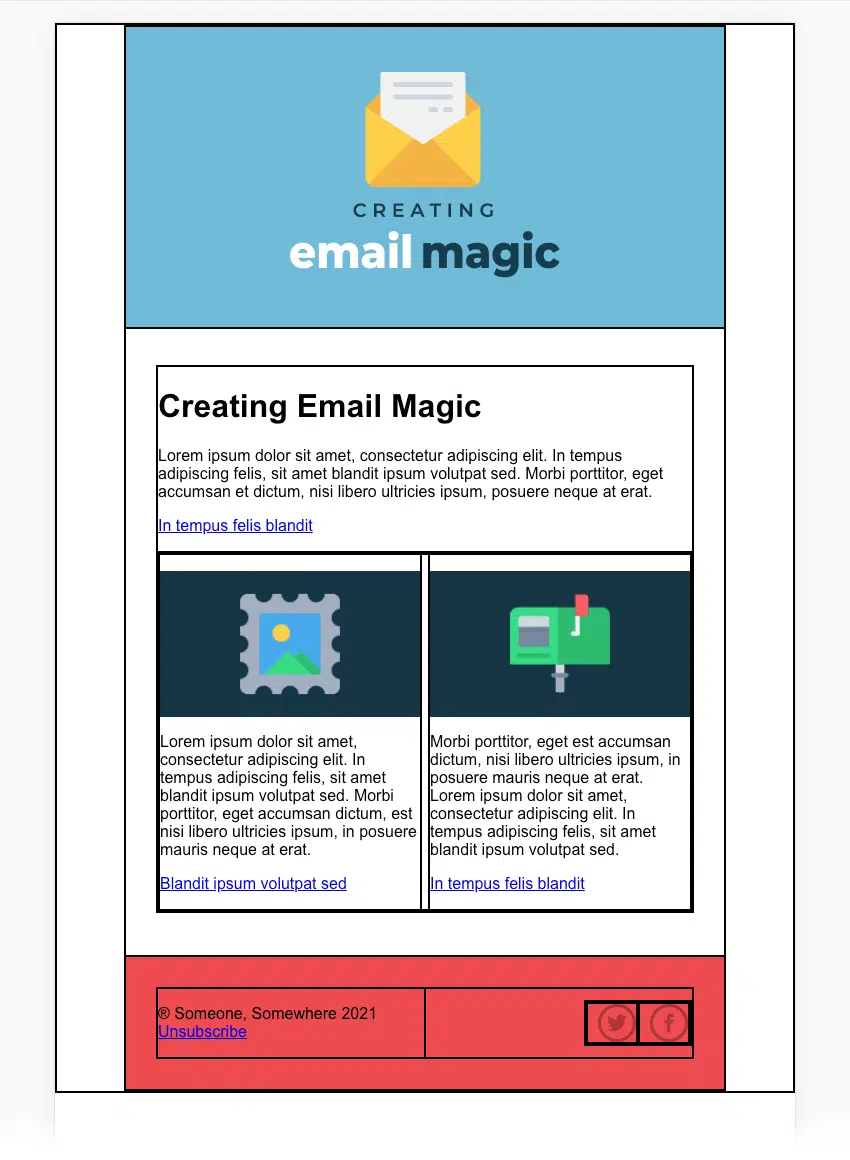 CREATING
email magic
Creating Email Magic
Lorem ipsum dolor sit amet, consectetur adipiscing elit. In tempus
adipiscing felis, sit amet blandit ipsum volutpat sed. Morbi porttitor, eget
accumsan et dictum, nisi libero ultricies ipsum, posuere neque at erat.
In tempus felis blandit
Lorem ipsum dolor sit amet,
consectetur adipiscing elit. In
tempus adipiscing felis, sit amet
blandit ipsum volutpat sed. Morbi
porttitor, eget accumsan dictum, est
nisi libero ultricies ipsum, in posuere
mauris neque at erat.
Blandit ipsum volutpat sed
Morbi porttitor, eget est accumsan
dictum, nisi libero ultricies ipsum, in
posuere mauris neque at erat.
Lorem ipsum dolor sit amet,
consectetur adipiscing elit. In
tempus adipiscing felis, sit amet
blandit ipsum volutpat sed.
In tempus felis blandit
® Someone, Somewhere 2021
Unsubscribe